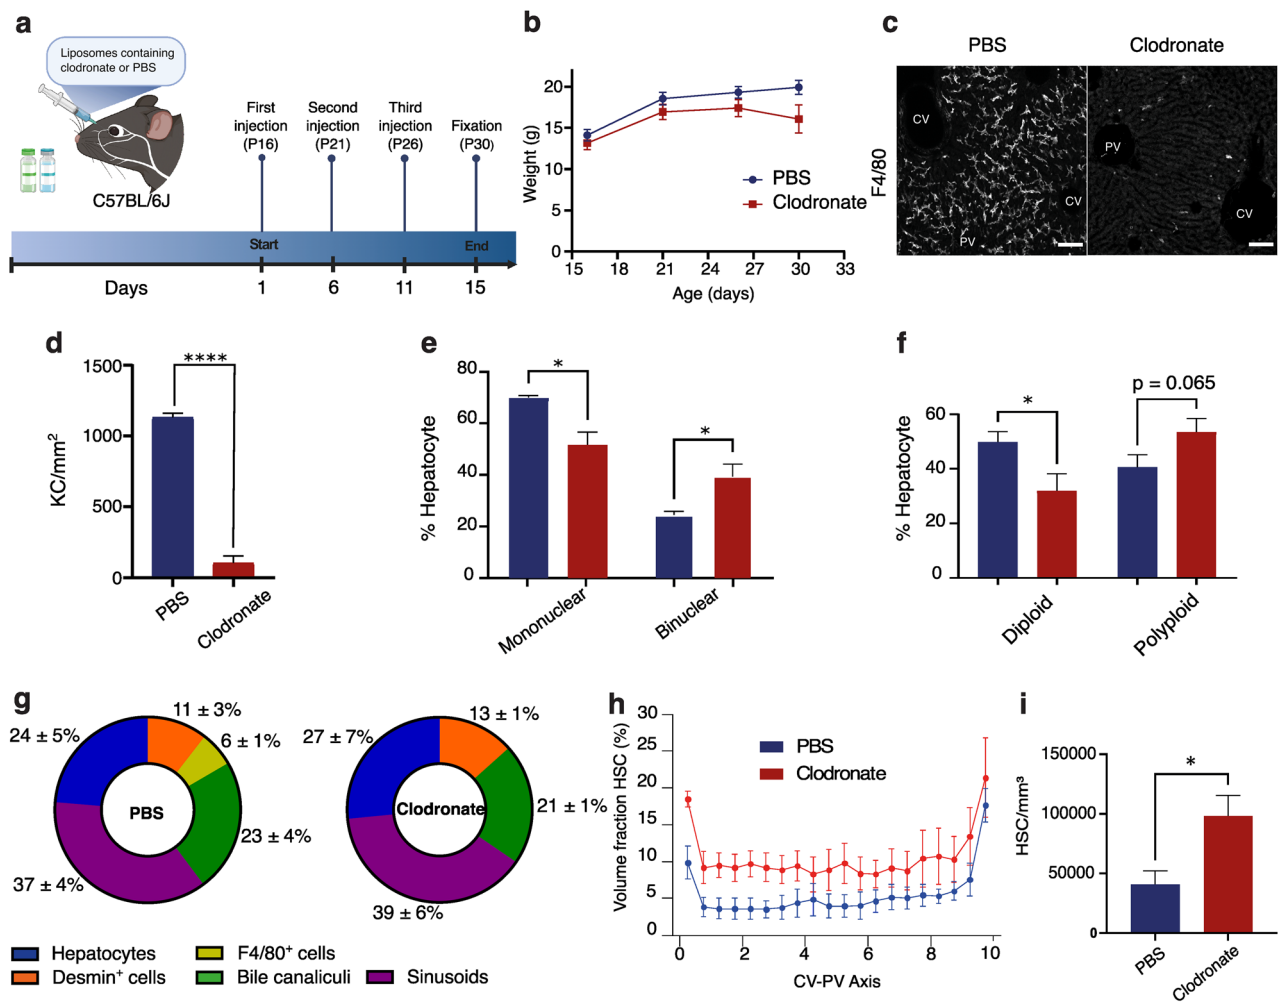 a
Liposomes containing
clodronate or PBS
C57BL/6J
First
injection
(P16)
Second
injection
(P21)
Third
injection
(P26)
Fixation
(P30)
Start
End
Days
1
6
11
15
b
Weight (g)
20
15
10
5
0
15
18
21
24
27
30
33
Age (days)
PBS
Clodronate
c
PBS
Clodronate
F4/80
CV
CV
PV
PV
CV
d
KC/mm²
1500
1000
500
0
****
PBS
Clodronate
e
% Hepatocyte
80
60
40
20
0
*
*
Mononuclear
Binuclear
f
% Hepatocyte
60
40
20
0
*
p = 0.065
Diploid
Polyploid
g
24 ± 5%
11 ± 3%
6 ± 1%
23 ± 4%
37 ± 4%
PBS
27 ± 7%
13 ± 1%
21 ± 1%
39 ± 6%
Clodronate
Hepatocytes
F4/80⁺ cells
Desmin⁺ cells
Bile canaliculi
Sinusoids
h
Volume fraction HSC (%)
30
25
20
15
10
5
0
0
2
4
6
8
10
CV-PV Axis
PBS
Clodronate
i
HSC/mm³
150000
100000
50000
0
*
PBS
Clodronate